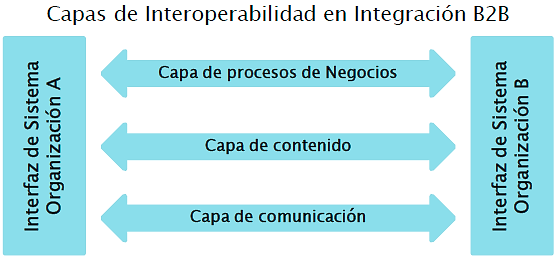 Capas de Interoperabilidad en Integración B2B
Interfaz de Sistema
Organización A
Capa de procesos de Negocios
Capa de contenido
Capa de comunicación
Interfaz de Sistema
Organización B